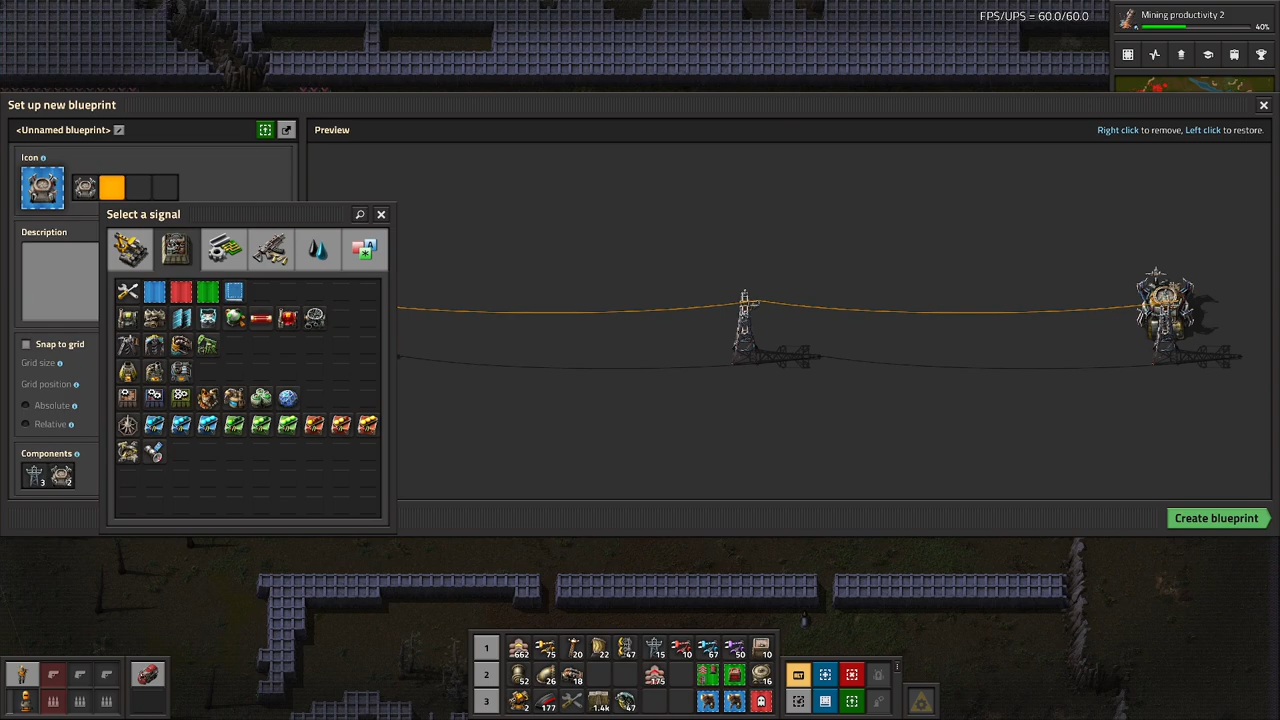 FPS/UPS = 60.0/60.0
Mining productivity 2
40%
Set up new blueprint
<Unnamed blueprint>
Preview
Right click to remove, Left click to restore.
Icon
Select a signal
Description
A
Snap to grid
Grid size
Grid position
Absolute
Relative
Components
3
2
Create blueprint
1
662
75
20
22
47
15
10
67
50
10
2
52
26
18
175
16
ALT
3
2
177
1.4k
47